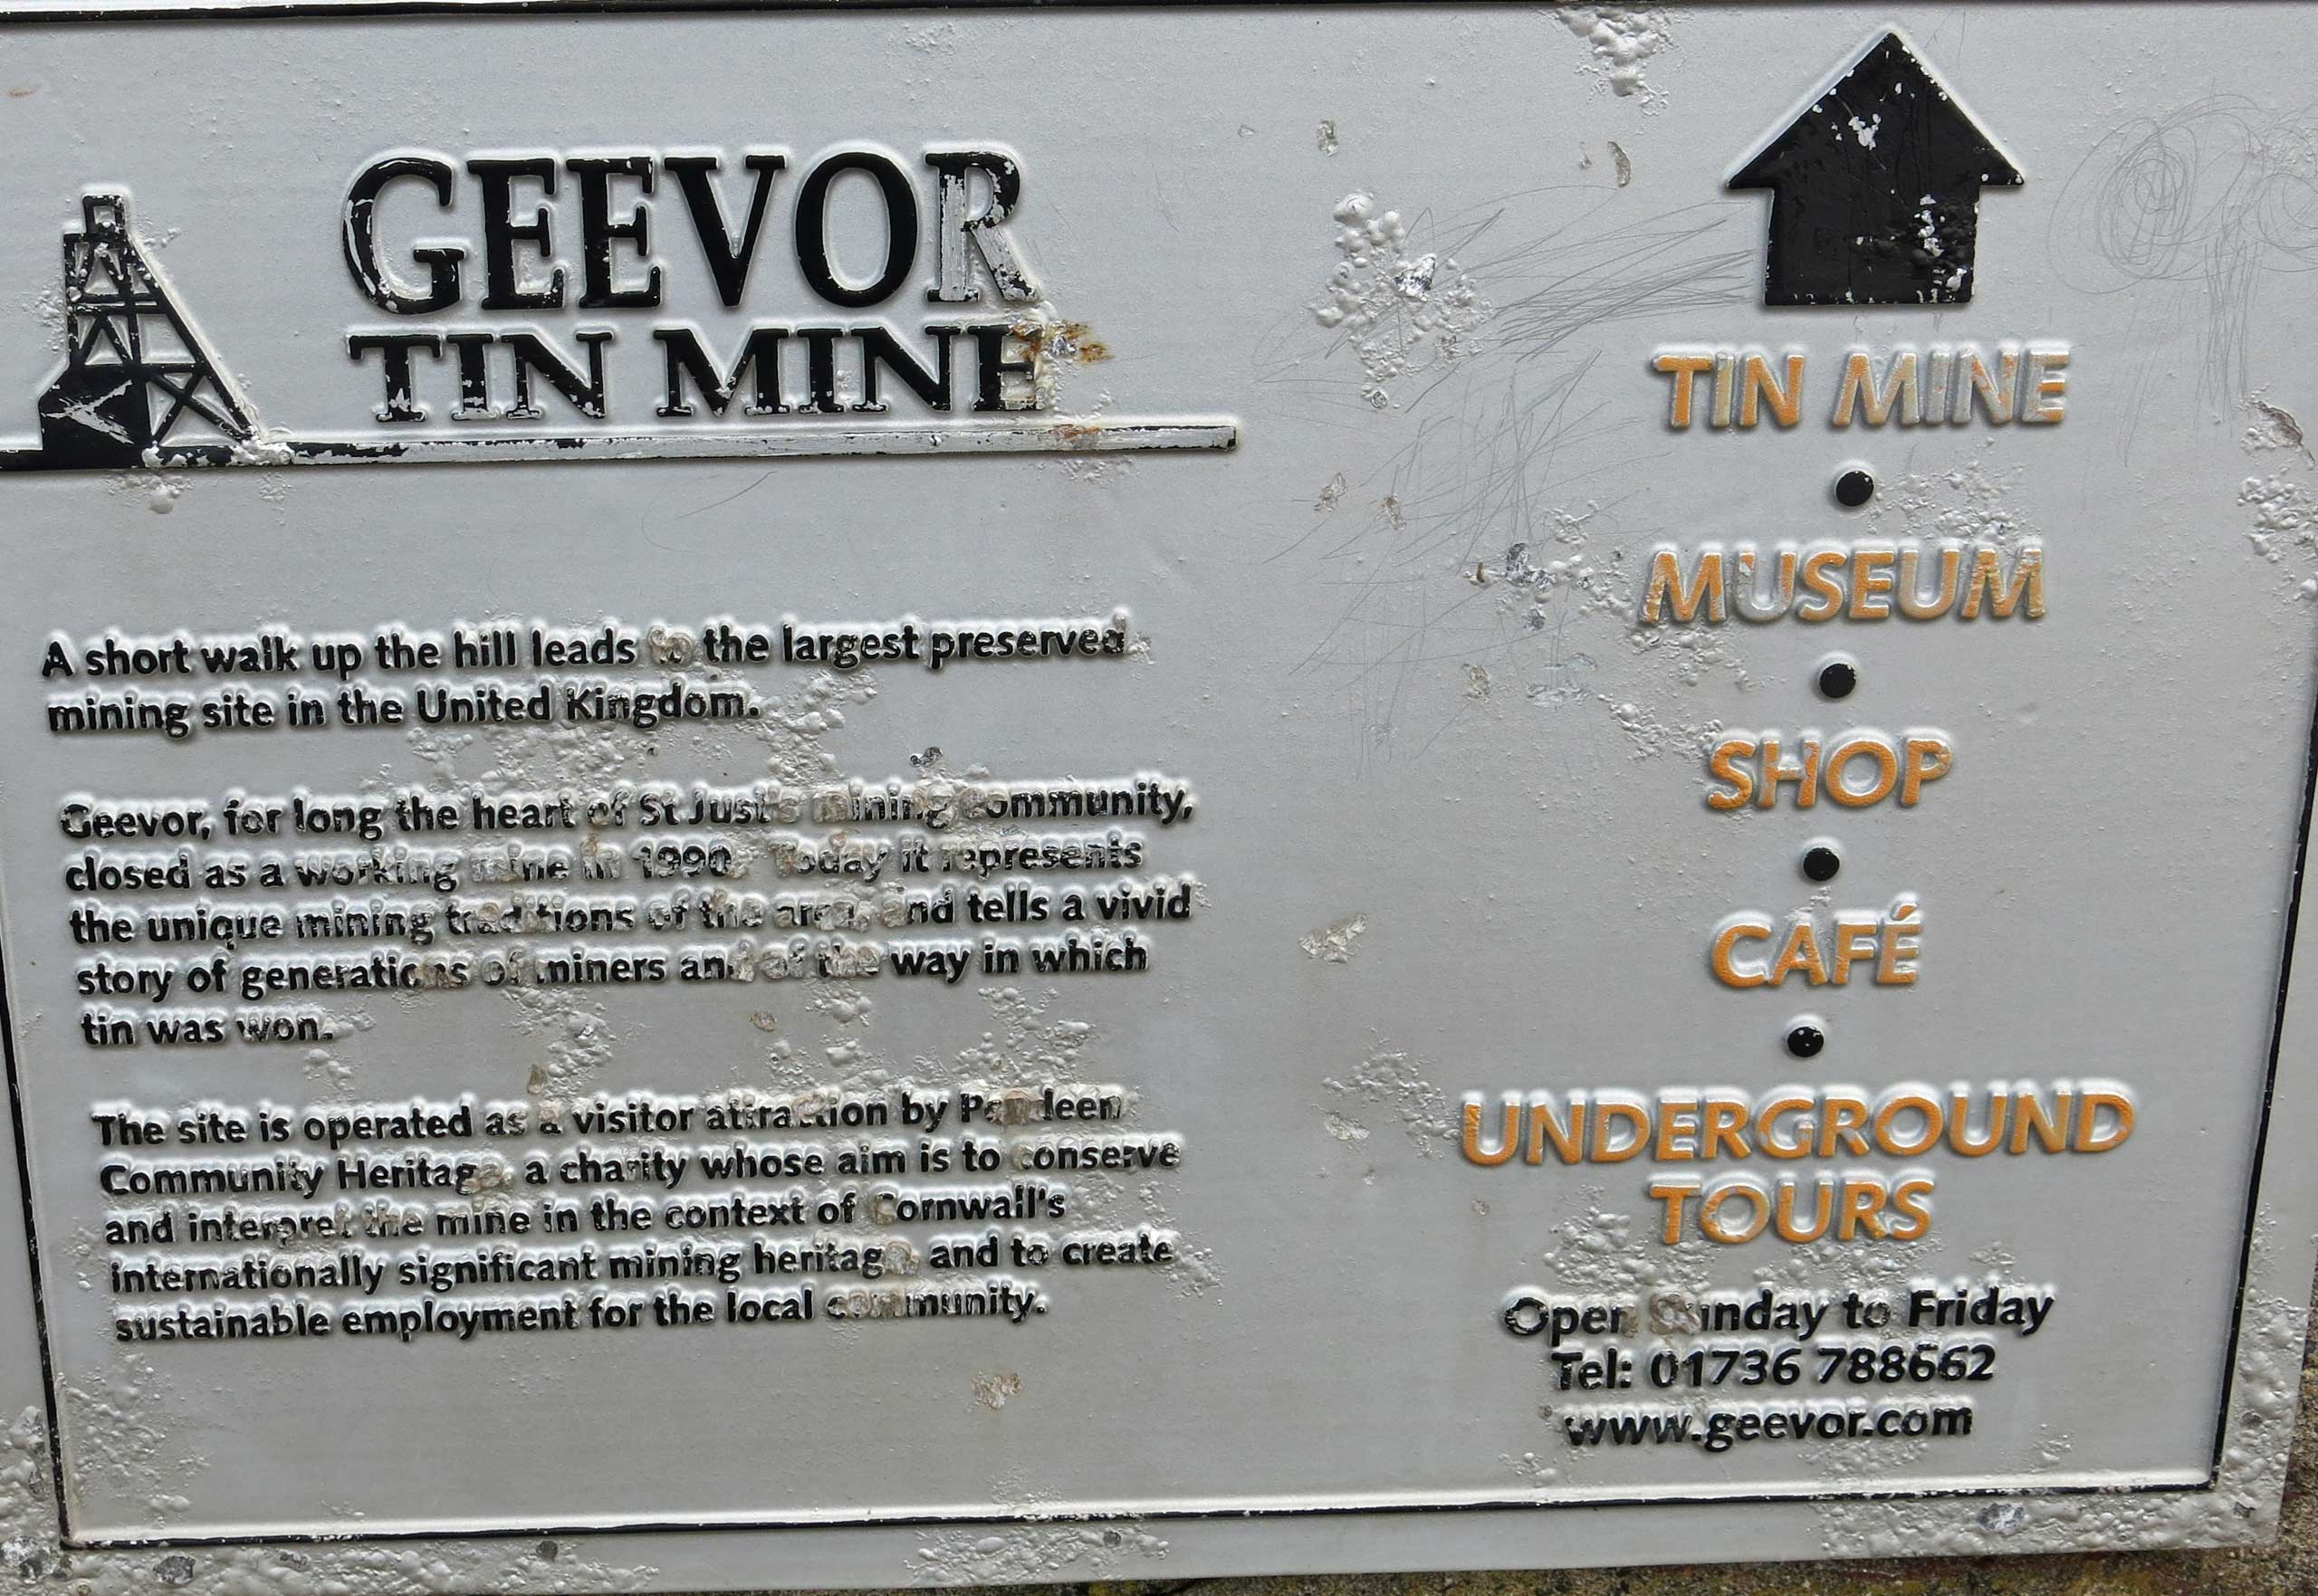 GEEVOR
TIN MINE
A short walk up the hill leads to the largest preserved
mining site in the United Kingdom.
Geevor, for long the heart of St Just's mining community,
closed as a working mine in 1990. Today it represents
the unique mining traditions of the area, and tells a vivid
story of generations of miners and of the way in which
tin was won.
The site is operated as a visitor attraction by Pendeen
Community Heritage, a charity whose aim is to conserve
and interpret the mine in the context of Cornwall's
internationally significant mining heritage, and to create
sustainable employment for the local community.
TIN MINE
•
MUSEUM
•
SHOP
•
CAFÉ
•
UNDERGROUND
TOURS
Open Sunday to Friday
Tel: 01736 788662
www.geevor.com